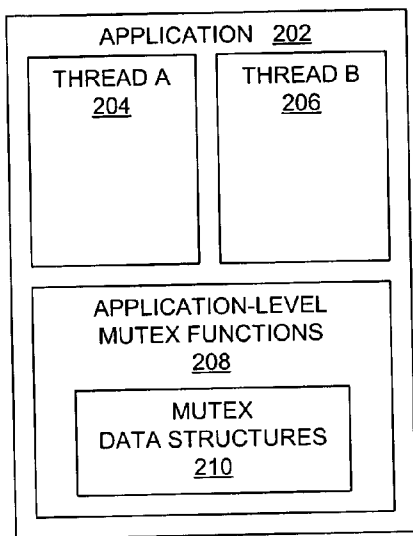 APPLICATION 202
THREAD A
204
THREAD B
206
APPLICATION-LEVEL
MUTEX FUNCTIONS
208
MUTEX
DATA STRUCTURES
210